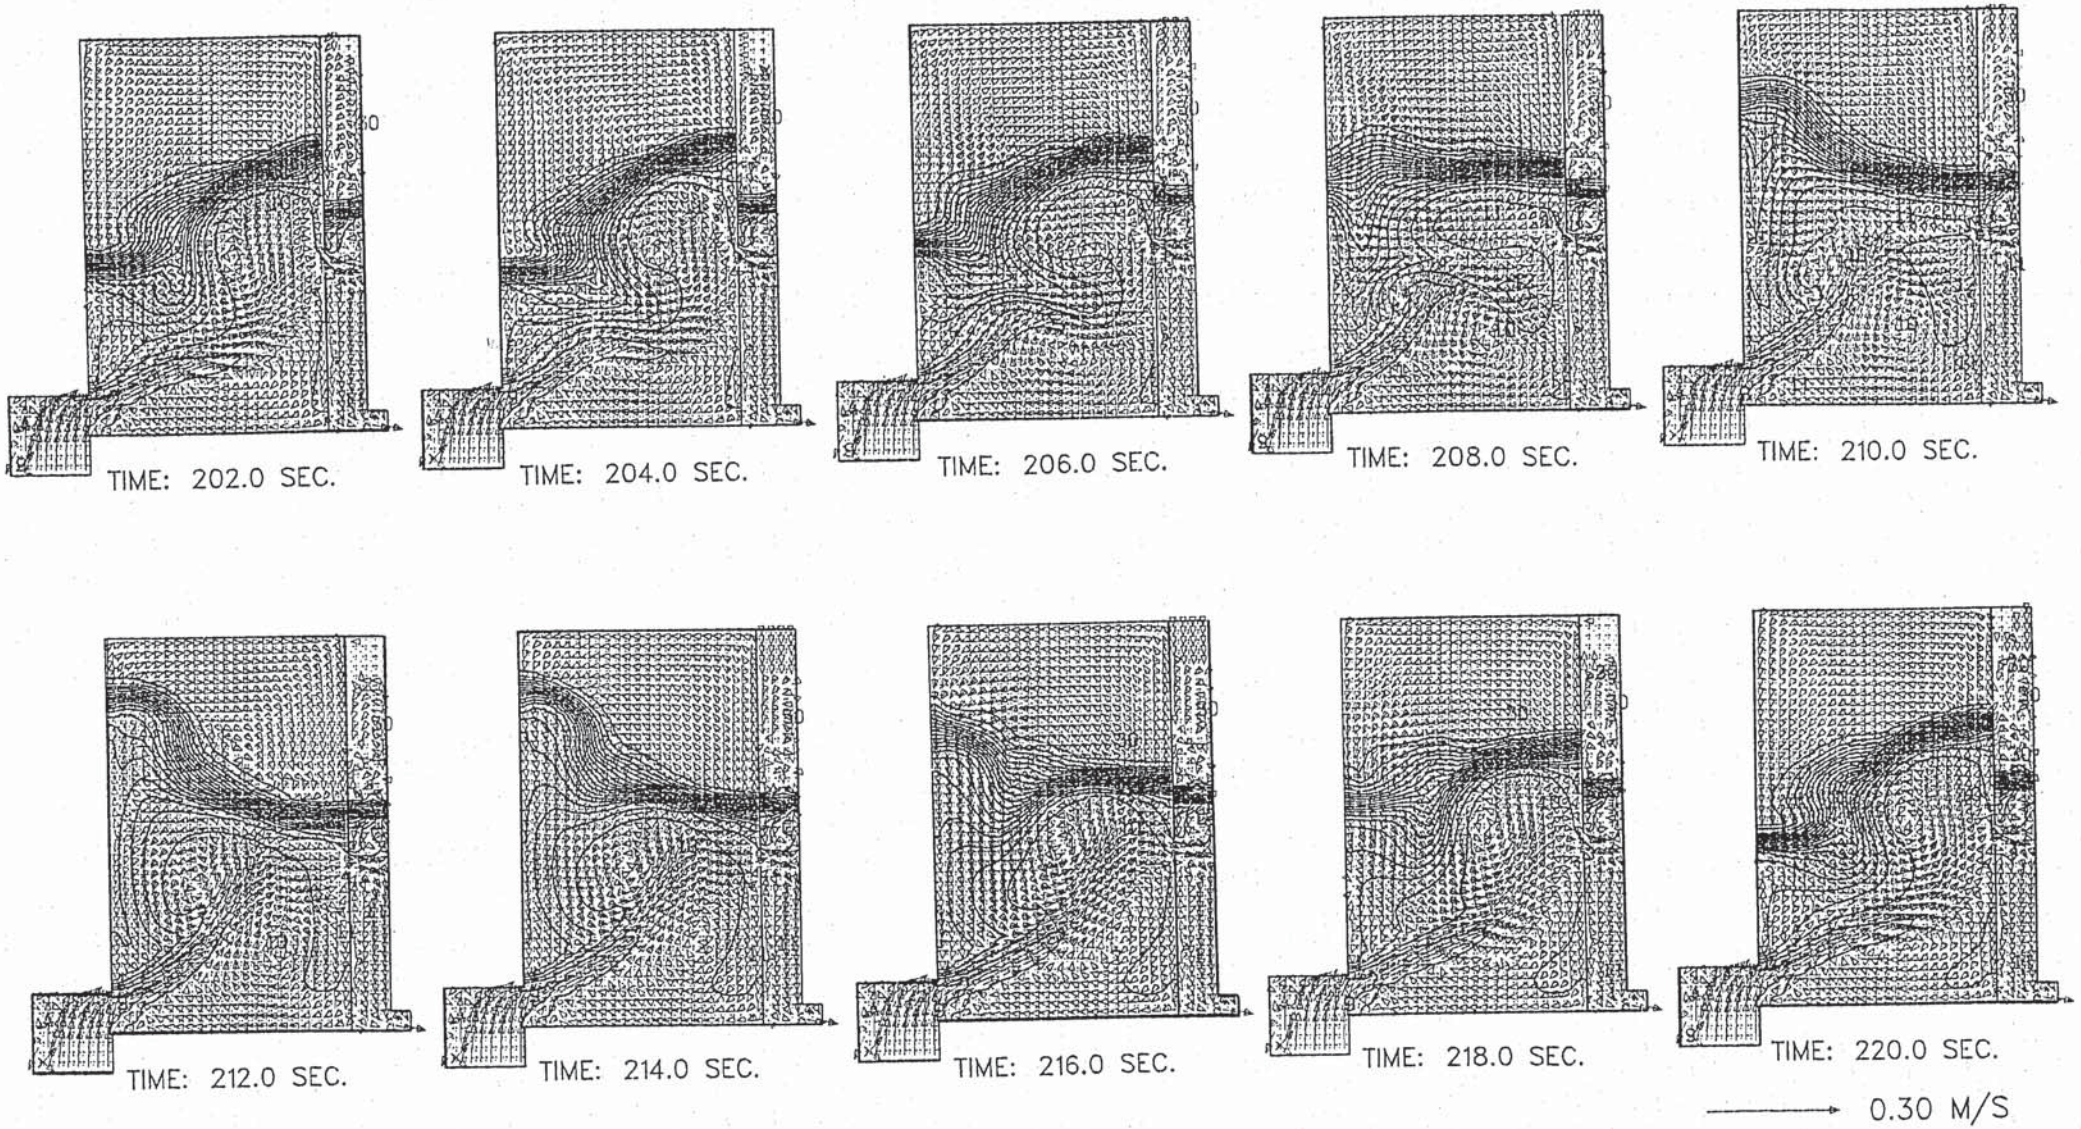 TIME: 202.0 SEC.
TIME: 204.0 SEC.
TIME: 206.0 SEC.
TIME: 208.0 SEC.
TIME: 210.0 SEC.
TIME: 212.0 SEC.
TIME: 214.0 SEC.
TIME: 216.0 SEC.
TIME: 218.0 SEC.
TIME: 220.0 SEC.
0.30 M/S